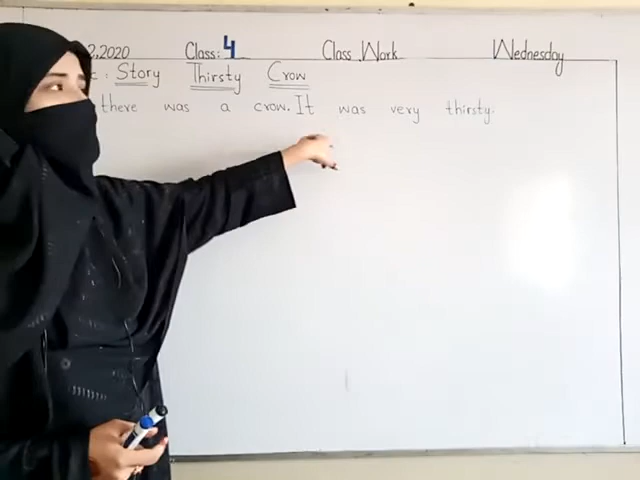 2,2020 Class: 4 Class Work Wednesday
: Story Thirsty Crow
there was a crow. It was very thirsty.